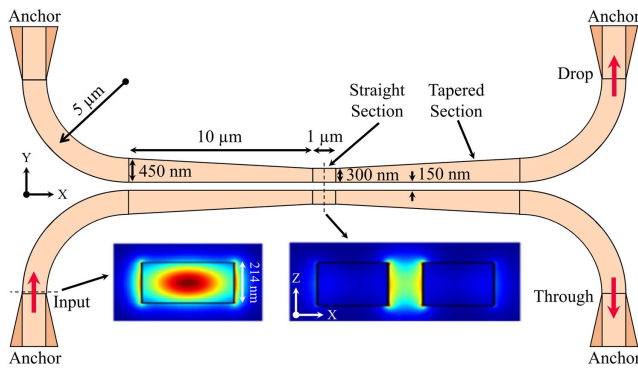 Anchor
Anchor
Drop
Straight
Section
Tapered
Section
5 μm
10 μm
1 μm
Y
X
450 nm
300 nm
150 nm
214 nm
Z
X
Input
Through
Anchor
Anchor